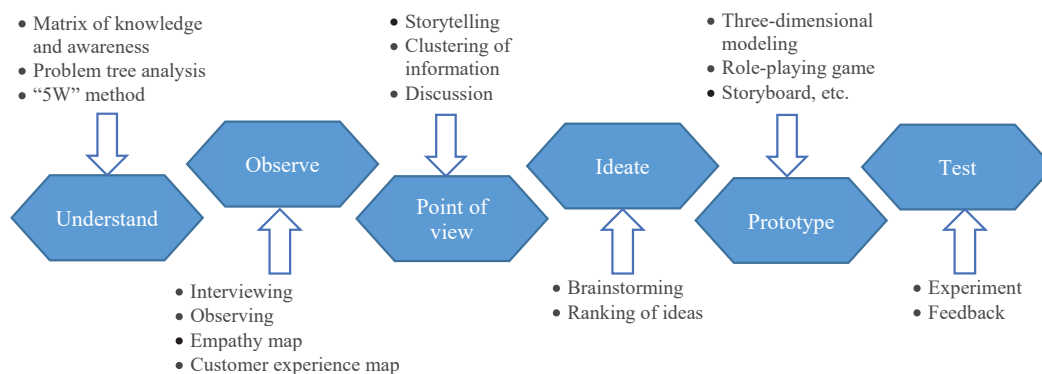 • Matrix of knowledge
and awareness
• Problem tree analysis
• “5W” method
Understand
Observe
• Interviewing
• Observing
• Empathy map
• Customer experience map
• Storytelling
• Clustering of
information
• Discussion
Point of
view
Ideate
• Brainstorming
• Ranking of ideas
• Three-dimensional
modeling
• Role-playing game
• Storyboard, etc.
Prototype
Test
• Experiment
• Feedback